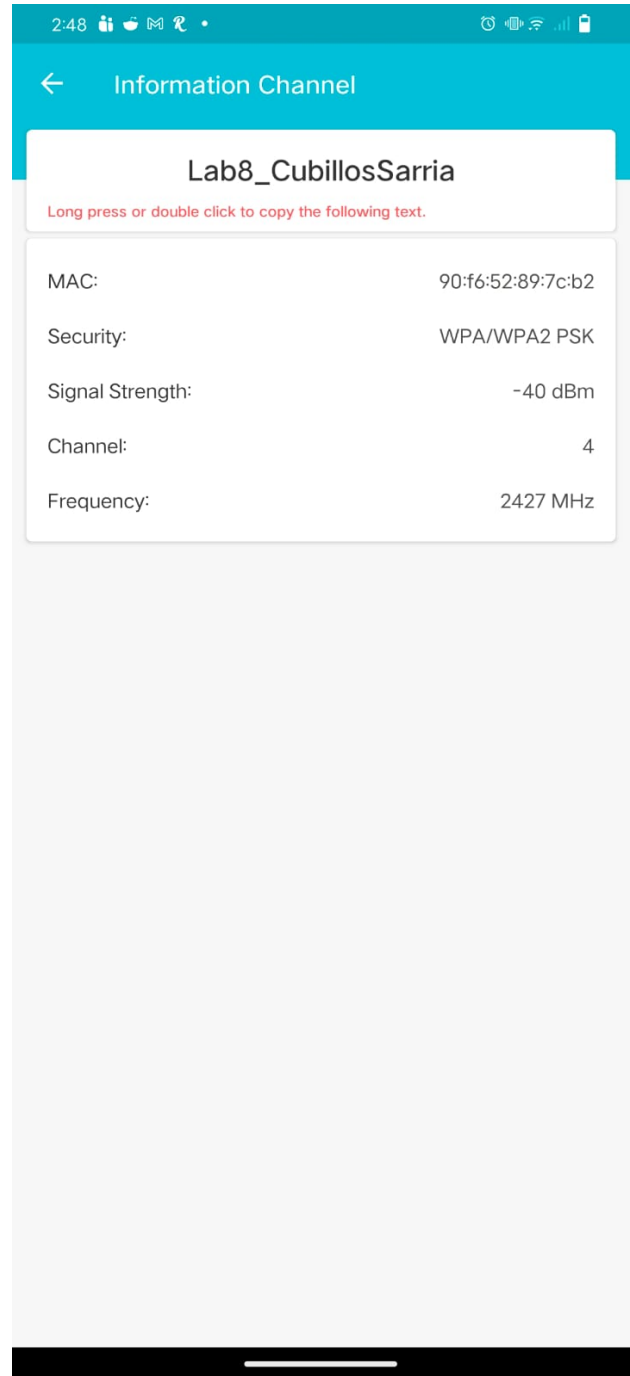 2:48
Information Channel
Lab8_CubillosSarria
Long press or double click to copy the following text.
MAC: 90:f6:52:89:7c:b2
Security: WPA/WPA2 PSK
Signal Strength: -40 dBm
Channel: 4
Frequency: 2427 MHz